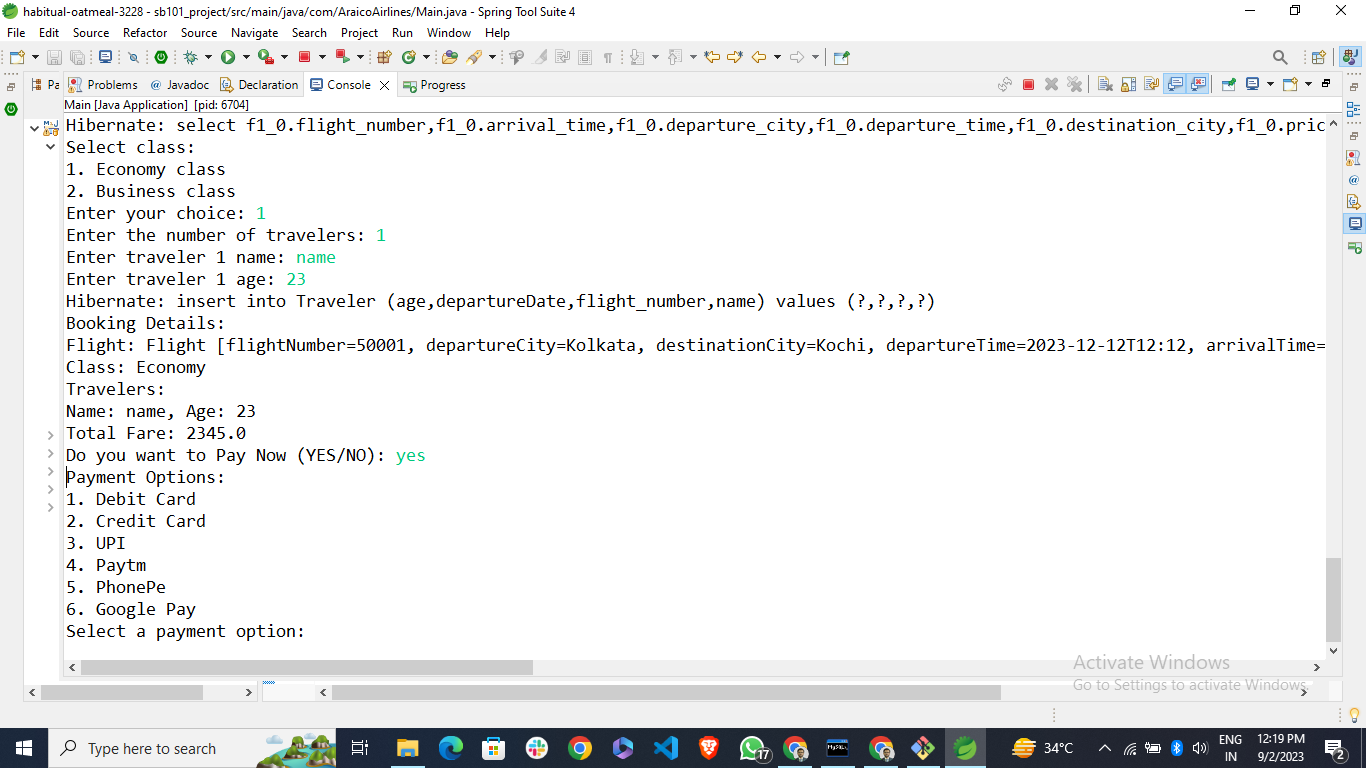 habitual-oatmeal-3228 - sb101_project/src/main/java/com/AraicoAirlines/Main.java - Spring Tool Suite 4
File Edit Source Refactor Source Navigate Search Project Run Window Help
Pa Problems @ Javadoc Declaration Console Progress
Main [Java Application] [pid: 6704]
Hibernate: select f1_0.flight_number,f1_0.arrival_time,f1_0.departure_city,f1_0.departure_time,f1_0.destination_city,f1_0.pric
Select class:
1. Economy class
2. Business class
Enter your choice: 1
Enter the number of travelers: 1
Enter traveler 1 name: name
Enter traveler 1 age: 23
Hibernate: insert into Traveler (age,departureDate,flight_number,name) values (?,?,?,?)
Booking Details:
Flight: Flight [flightNumber=50001, departureCity=Kolkata, destinationCity=Kochi, departureTime=2023-12-12T12:12, arrivalTime=
Class: Economy
Travelers:
Name: name, Age: 23
Total Fare: 2345.0
Do you want to Pay Now (YES/NO): yes
Payment Options:
1. Debit Card
2. Credit Card
3. UPI
4. Paytm
5. PhonePe
6. Google Pay
Select a payment option:
Activate Windows
Go to Settings to activate Windows.
Type here to search
17
MySQL
34°C
ENG
IN
12:19 PM
9/2/2023
2